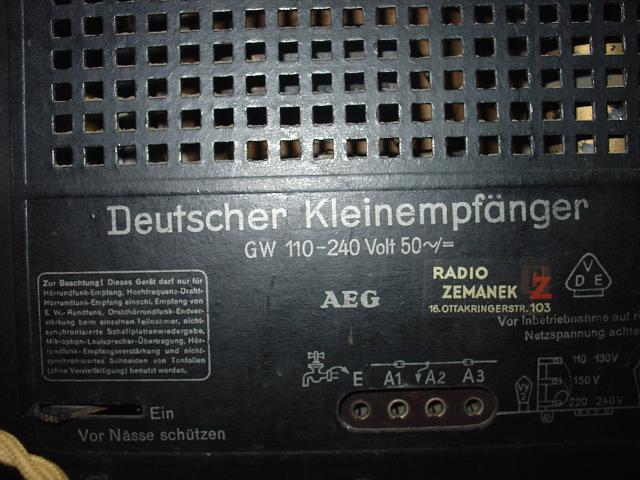 Deutscher Kleinempfänger
GW 110-240 Volt 50~/=
Zur Beachtung! Dieses Gerät darf nur für
Hörrundfunk-Empfang, Hochfrequenz-Draht-
Hörrundfunk-Empfang einschl. Empfang von
E. W.-Rundfunk, Drahthörrundfunk-Endver-
stärkung beim einzelnen Teilnehmer, nicht-
synchronisierte Schallplattenwiedergabe,
Mikrophon-Lautsprecher-Übertragung, Hör-
rundfunk-Empfangsverstärkung und nicht-
synchronisiertes Schneiden von Tonfolien
(ohne Vervielfältigung) benutzt werden.
AEG
RADIO
ZEMANEK
16.OTTAKRINGERSTR.103
Z
V
D E
Vor Inbetriebnahme auf ri
Netzspannung achte
E A1 A2 A3
110 130V
150 V
220 240V
Ein
Vor Nässe schützen